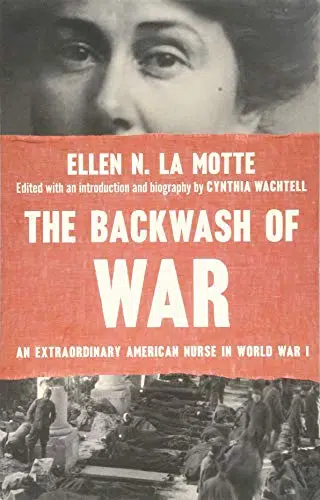 ELLEN N. LA MOTTE
Edited with an introduction and biography by CYNTHIA WACHTELL
THE BACKWASH OF
WAR
AN EXTRAORDINARY AMERICAN NURSE IN WORLD WAR I